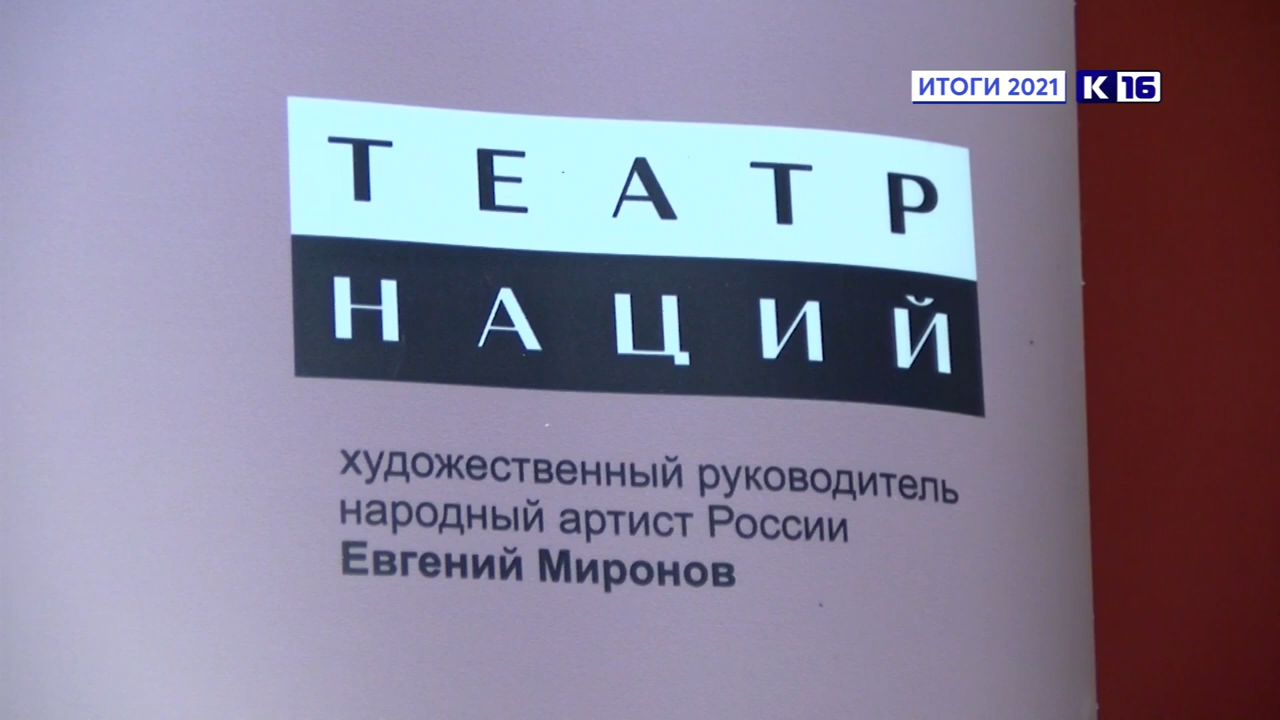 ИТОГИ 2021 К 16
ТЕАТР
НАЦИЙ
художественный руководитель
народный артист России
Евгений Миронов